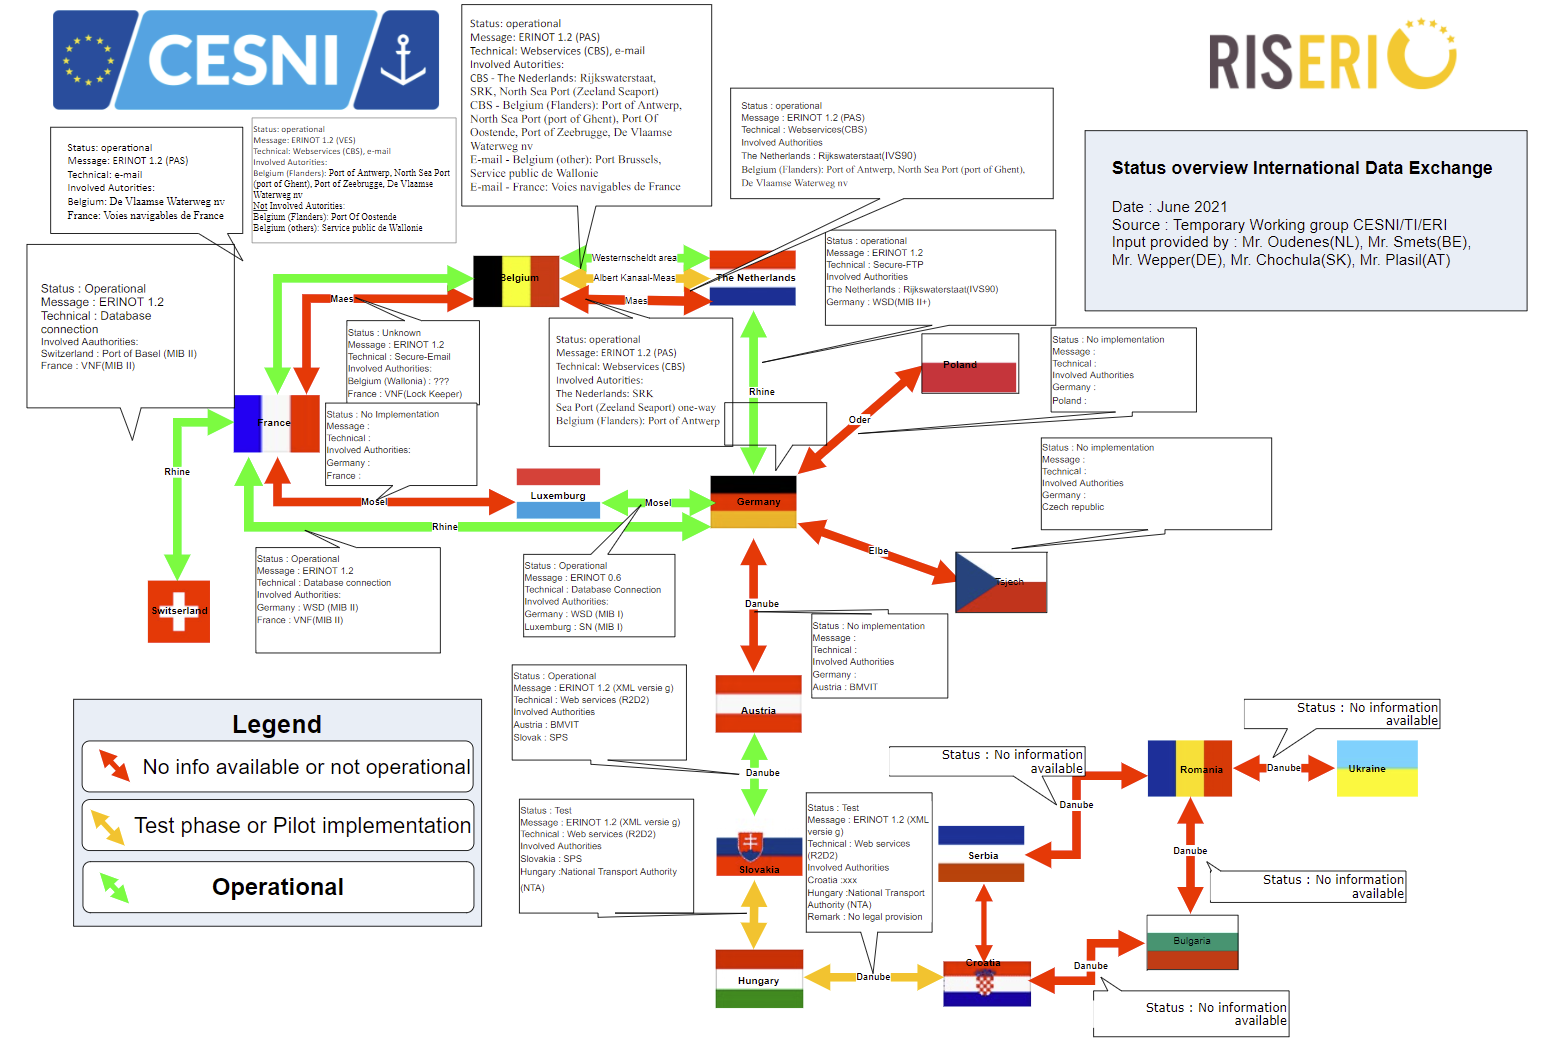 CESNI
RISERI
Status overview International Data Exchange
Date : June 2021
Source : Temporary Working group CESNI/TI/ERI
Input provided by : Mr. Oudenes(NL), Mr. Smets(BE),
Mr. Wepper(DE), Mr. Chochula(SK), Mr. Plasil(AT)
Status: operational
Message: ERINOT 1.2 (PAS)
Technical: e-mail
Involved Autorities:
Belgium: De Vlaamse Waterweg nv
France: Voies navigables de France
Status: operational
Message: ERINOT 1.2 (VES)
Technical: Webservices (CBS), e-mail
Involved Autorities:
Belgium (Flanders): Port of Antwerp, North Sea Port
(port of Ghent), Port of Zeebrugge, De Vlaamse
Waterweg nv
Not Involved Autorities:
Belgium (Flanders): Port Of Oostende
Belgium (others): Service public de Wallonie
Status: operational
Message: ERINOT 1.2 (PAS)
Technical: Webservices (CBS), e-mail
Involved Autorities:
CBS - The Nederlands: Rijkswaterstaat,
SRK, North Sea Port (Zeeland Seaport)
CBS - Belgium (Flanders): Port of Antwerp,
North Sea Port (port of Ghent), Port Of
Oostende, Port of Zeebrugge, De Vlaamse
Waterweg nv
E-mail - Belgium (other): Port Brussels,
Service public de Wallonie
E-mail - France: Voies navigables de France
Status : operational
Message : ERINOT 1.2 (PAS)
Technical : Webservices(CBS)
Involved Authorities
The Netherlands : Rijkswaterstaat(IVS90)
Belgium (Flanders): Port of Antwerp, North Sea Port (port of Ghent),
De Vlaamse Waterweg nv
Status : operational
Message : ERINOT 1.2
Technical : Secure-FTP
Involved Authorities
The Netherlands : Rijkswaterstaat(IVS90)
Germany : WSD(MIB II+)
Status : Operational
Message : ERINOT 1.2
Technical : Database
connection
Involved Aauthorities:
Switzerland : Port of Basel (MIB II)
France : VNF(MIB II)
Belgium
Westernscheldt area
Albert Kanaal-Meas
Maes
The Netherlands
Maes
Status : Unknown
Message : ERINOT 1.2
Technical : Secure-Email
Involved Authorities:
Belgium (Wallonia) : ???
France : VNF(Lock Keeper)
Status: operational
Message: ERINOT 1.2 (PAS)
Technical: Webservices (CBS)
Involved Autorities:
The Nederlands: SRK
Sea Port (Zeeland Seaport) one-way
Belgium (Flanders): Port of Antwerp
Rhine
Poland
Oder
Status : No implementation
Message :
Technical :
Involved Authorities
Germany :
Poland :
France
Status : No Implementation
Message :
Technical :
Involved Authorities:
Germany :
France :
Rhine
Mosel
Luxemburg
Mosel
Germany
Rhine
Status : No implementation
Message :
Technical :
Involved Authorities
Germany :
Czech republic
Elbe
Tsjech
Status : Operational
Message : ERINOT 1.2
Technical : Database connection
Involved Authorities:
Germany : WSD (MIB II)
France : VNF(MIB II)
Status : Operational
Message : ERINOT 0.6
Technical : Database Connection
Involved Authorities:
Germany : WSD (MIB I)
Luxemburg : SN (MIB I)
Switserland
Danube
Status : No implementation
Message :
Technical :
Involved Authorities
Germany :
Austria : BMVIT
Status : Operational
Message : ERINOT 1.2 (XML versie g)
Technical : Web services (R2D2)
Involved Authorities
Austria : BMVIT
Slovak : SPS
Austria
Danube
Legend
No info available or not operational
Test phase or Pilot implementation
Operational
Status : Test
Message : ERINOT 1.2 (XML versie g)
Technical : Web services (R2D2)
Involved Authorities
Slovakia : SPS
Hungary :National Transport Authority
(NTA)
Slovakia
Status : Test
Message : ERINOT 1.2 (XML
versie g)
Technical : Web services
(R2D2)
Involved Authorities
Croatia :xxx
Hungary :National Transport
Authority (NTA)
Remark : No legal provision
Hungary
Danube
Croatia
Serbia
Status : No information
available
Danube
Romania
Status : No information
available
Danube
Ukraine
Danube
Status : No information
available
Bulgaria
Danube
Status : No information
available